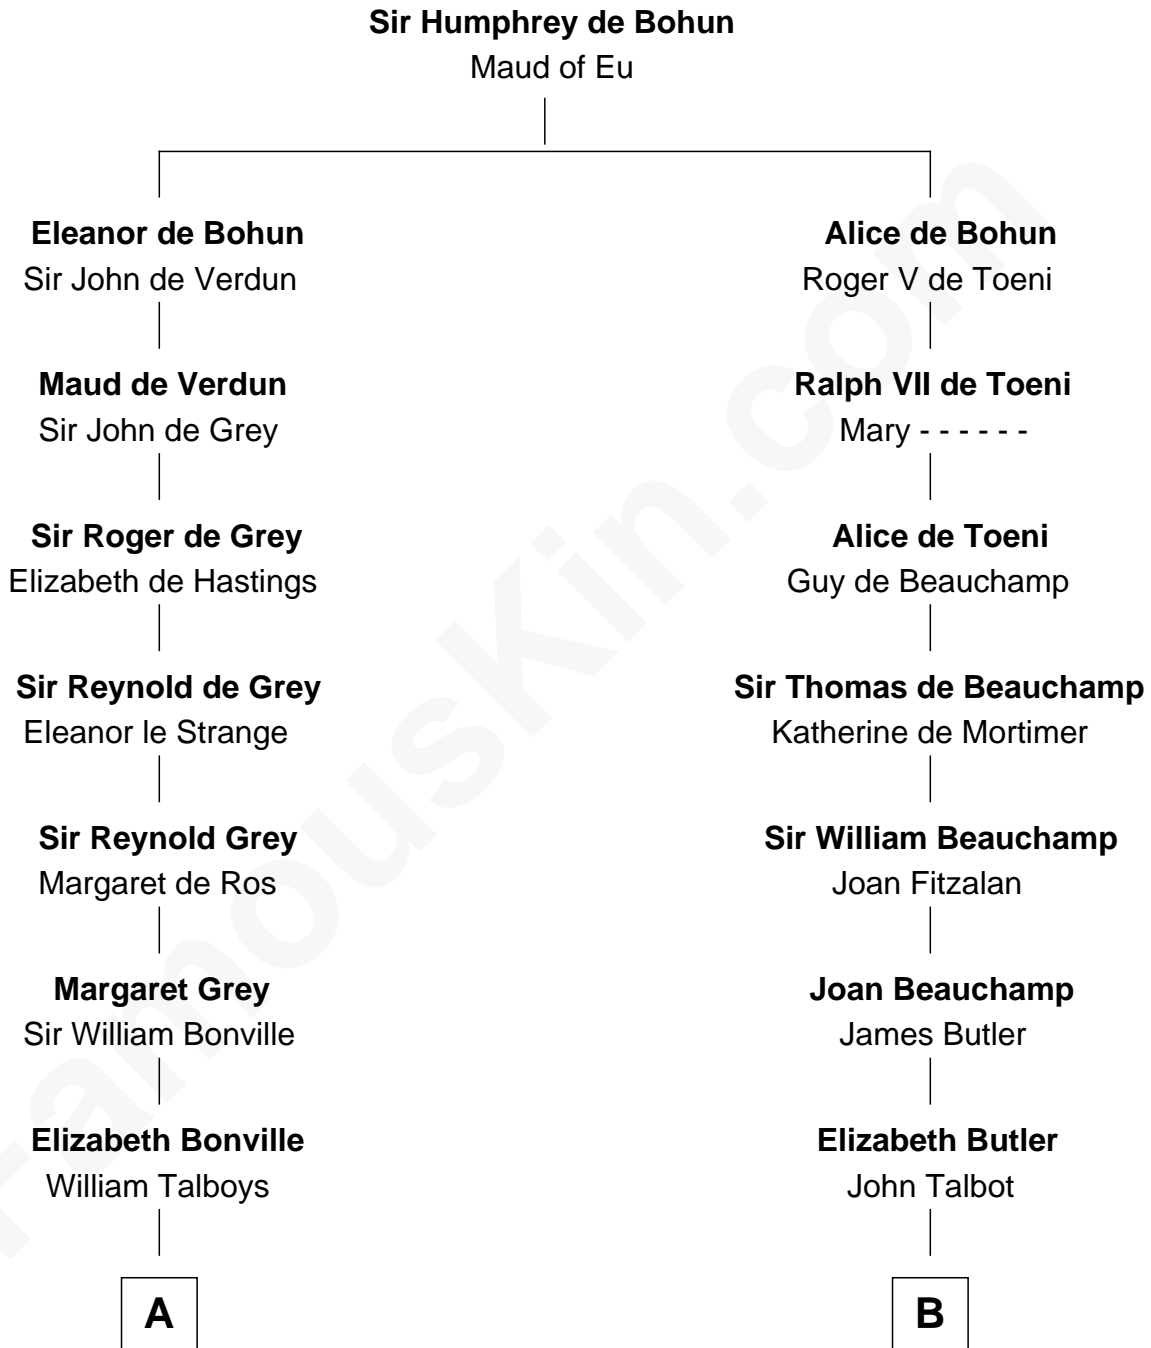 Sir Humphrey de Bohun
Maud of Eu
Eleanor de Bohun
Sir John de Verdun
Maud de Verdun
Sir John de Grey
Sir Roger de Grey
Elizabeth de Hastings
Sir Reynold de Grey
Eleanor le Strange
Sir Reynold Grey
Margaret de Ros
Margaret Grey
Sir William Bonville
Elizabeth Bonville
William Talboys
A
Alice de Bohun
Roger V de Toeni
Ralph VII de Toeni
Mary - - - - - -
Alice de Toeni
Guy de Beauchamp
Sir Thomas de Beauchamp
Katherine de Mortimer
Sir William Beauchamp
Joan Fitzalan
Joan Beauchamp
James Butler
Elizabeth Butler
John Talbot
B
FamousKin.com